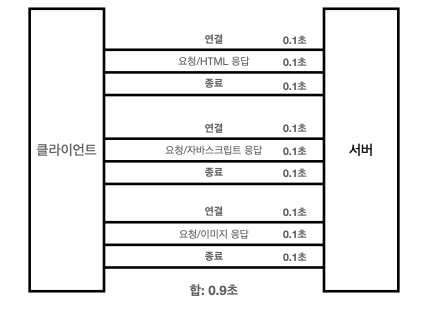 연결 0.1초
요청/HTML 응답 0.1초
종료 0.1초
연결 0.1초
클라이언트
요청/자바스크립트 응답 0.1초
서버
종료 0.1초
연결 0.1초
요청/이미지 응답 0.1초
종료 0.1초
합: 0.9초